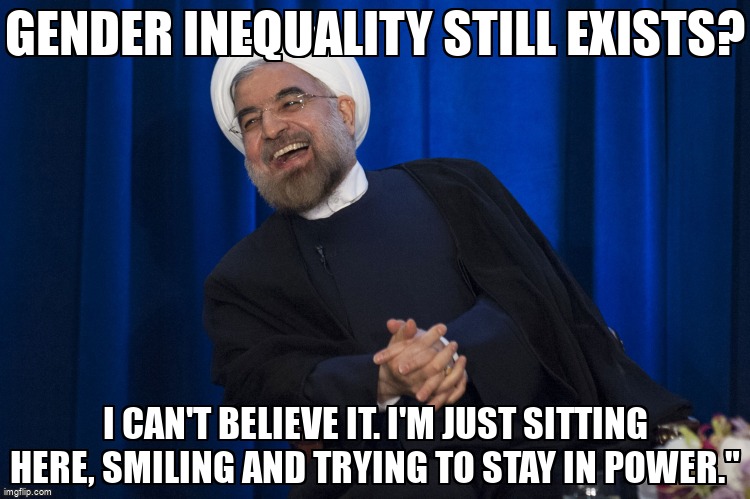 GENDER INEQUALITY STILL EXISTS?
I CAN'T BELIEVE IT. I'M JUST SITTING
HERE, SMILING AND TRYING TO STAY IN POWER."
imgflip.com